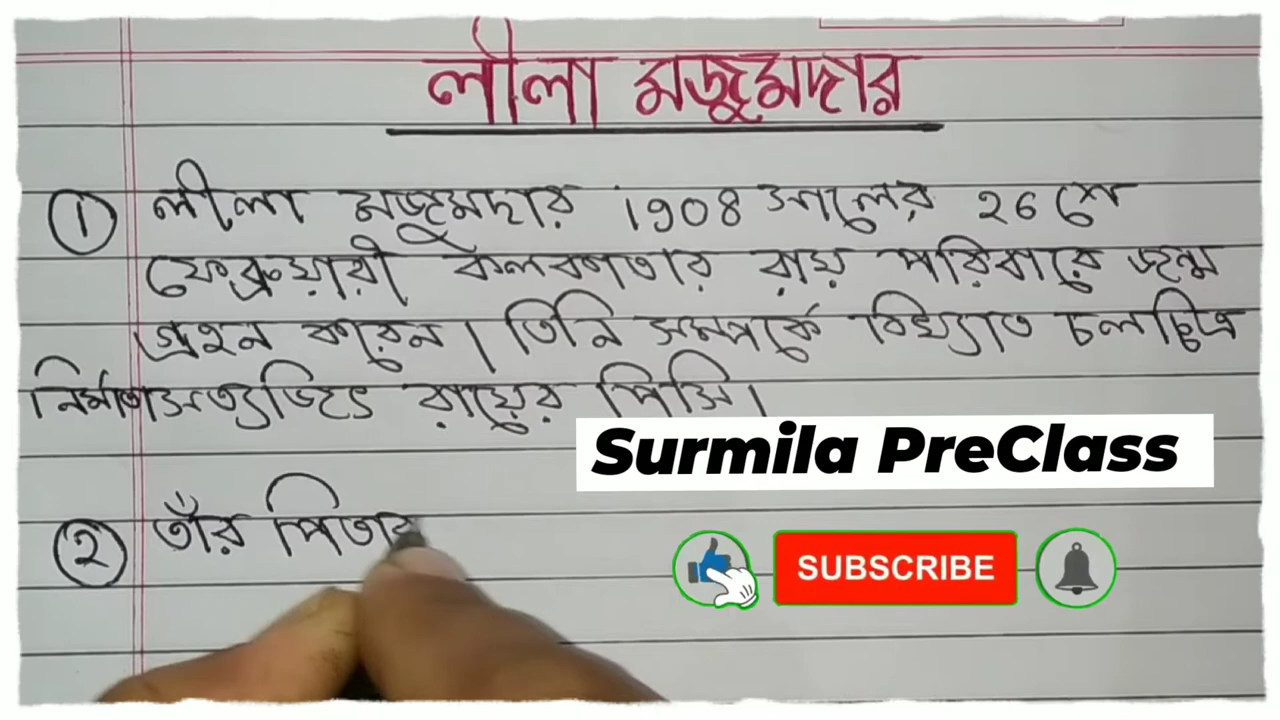 লীলা মজুমদার
① লীলা মজুমদার 1908 সালের 26 শে
ফেব্রুয়ারী কলকাতার রায় পরিবারে জন্ম
গ্রহন করেন। তিনি সম্পর্কে বিখ্যাত চলচ্চিত্র
নির্মাতা সত্যজিৎ রায়ের পিসি।
Surmila PreClass
② তাঁর পিতার
SUBSCRIBE